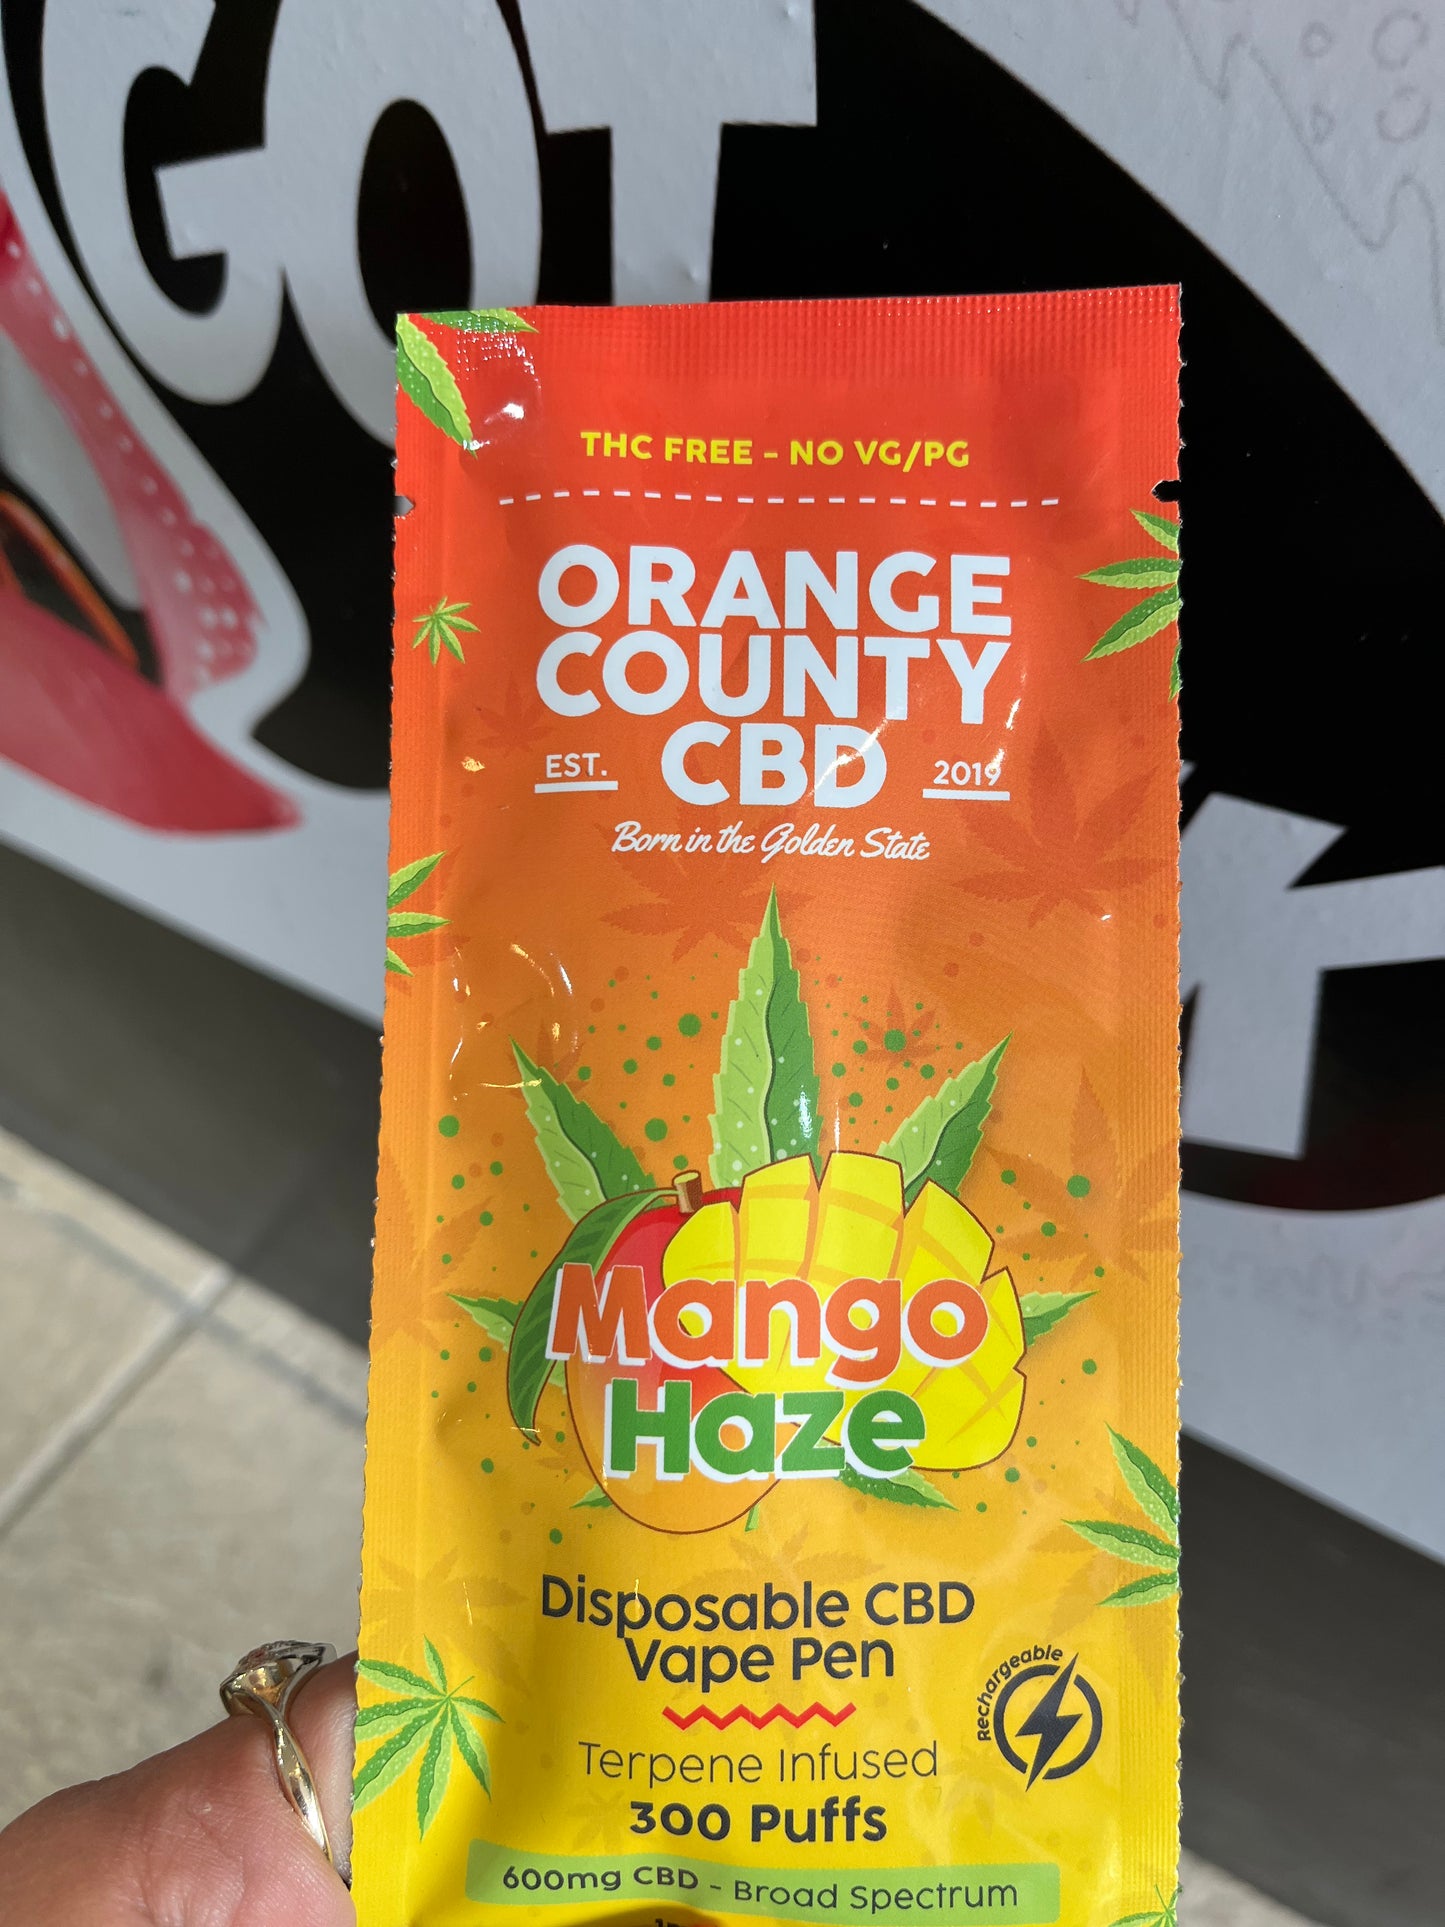 GOT
THC FREE - NO VG/PG
ORANGE
COUNTY
EST. CBD 2019
Born in the Golden State
Mango
Haze
Disposable CBD
Vape Pen
Rechargeable
Terpene Infused
300 Puffs
600mg CBD - Broad Spectrum